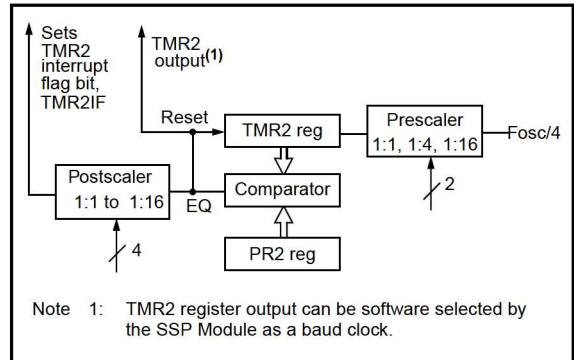 Sets
TMR2
interrupt
flag bit,
TMR2IF
TMR2
output(1)
Reset
TMR2 reg
Prescaler
1:1, 1:4, 1:16
Fosc/4
2
Postscaler
1:1 to 1:16
EQ
Comparator
4
PR2 reg
Note 1: TMR2 register output can be software selected by
the SSP Module as a baud clock.